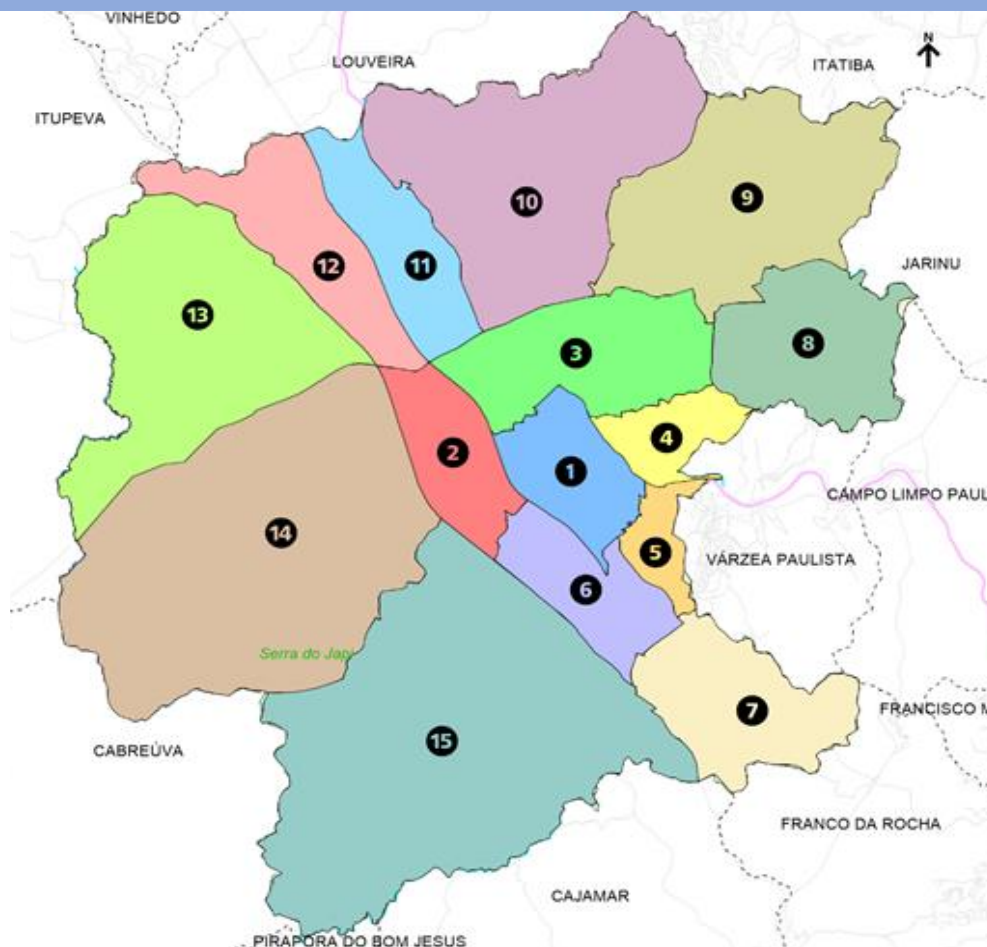 VINHEDO
N
LOUVEIRA
ITATIBA
ITUPEVA
10
9
12
11
JARINU
13
3
8
4
2
1
CAMPO LIMPO PAUL
14
5
VÁRZEA PAULISTA
6
Serra do Japi
7
FRANCISCO M
15
CABREÚVA
FRANCO DA ROCHA
CAJAMAR
PIRAPORA DO BOM JESUS